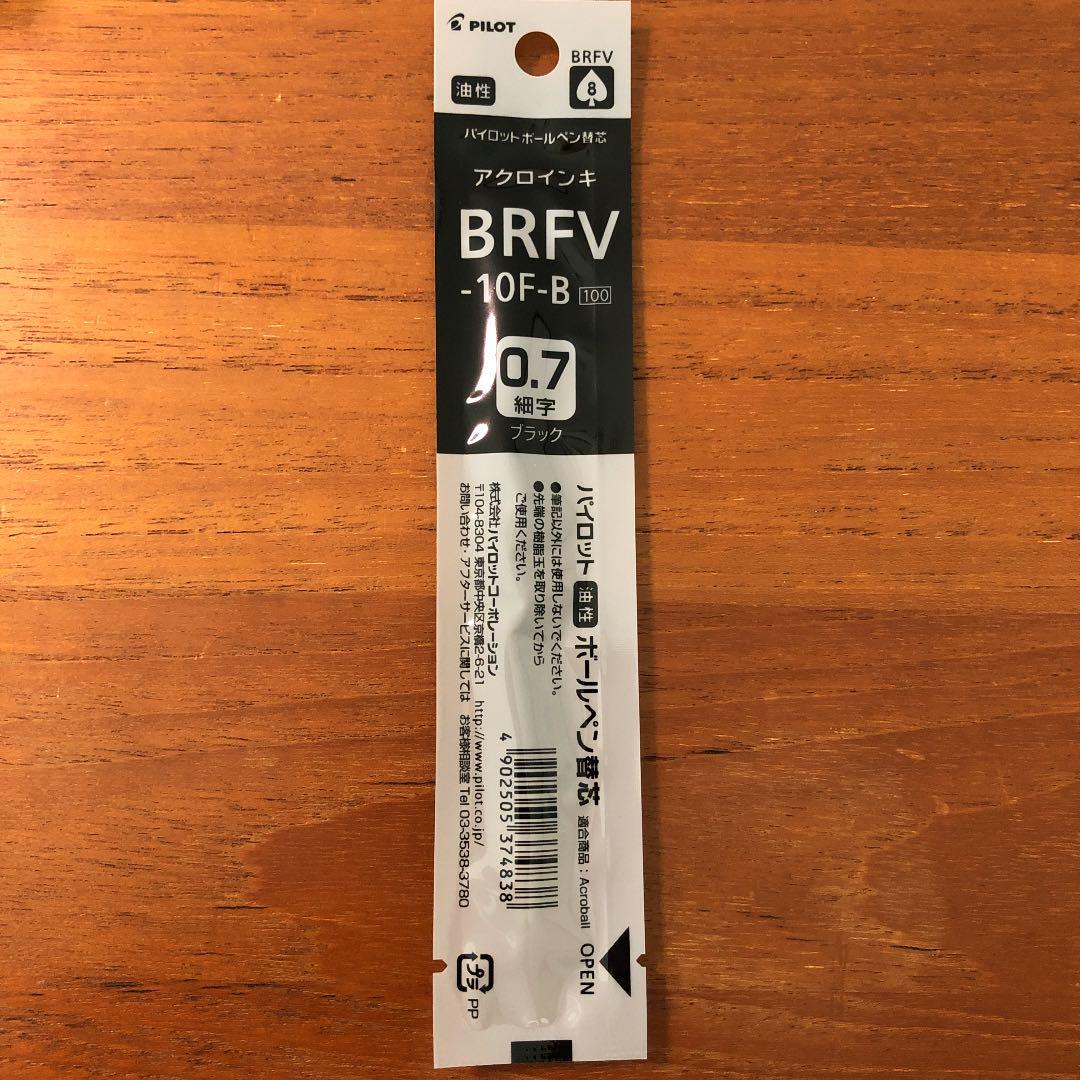 PILOT
BRFV
8
油性
パイロットボールペン替芯
アクロインキ
BRFV
-10F-B 100
0.7
細字
ブラック
パイロット 油性 ボールペン替芯 適合商品:Acroball
●筆記以外には使用しないでください。
●先端の樹脂玉を取り除いてから
ご使用ください。
株式会社パイロットコーポレーション
〒104-8304 東京都中央区京橋2-6-21 http://www.pilot.co.jp/
お問い合わせ・アフターサービスに関しては お客様相談室 Tel 03-3538-3780
4 902505 374838
OPEN
プラ
PP